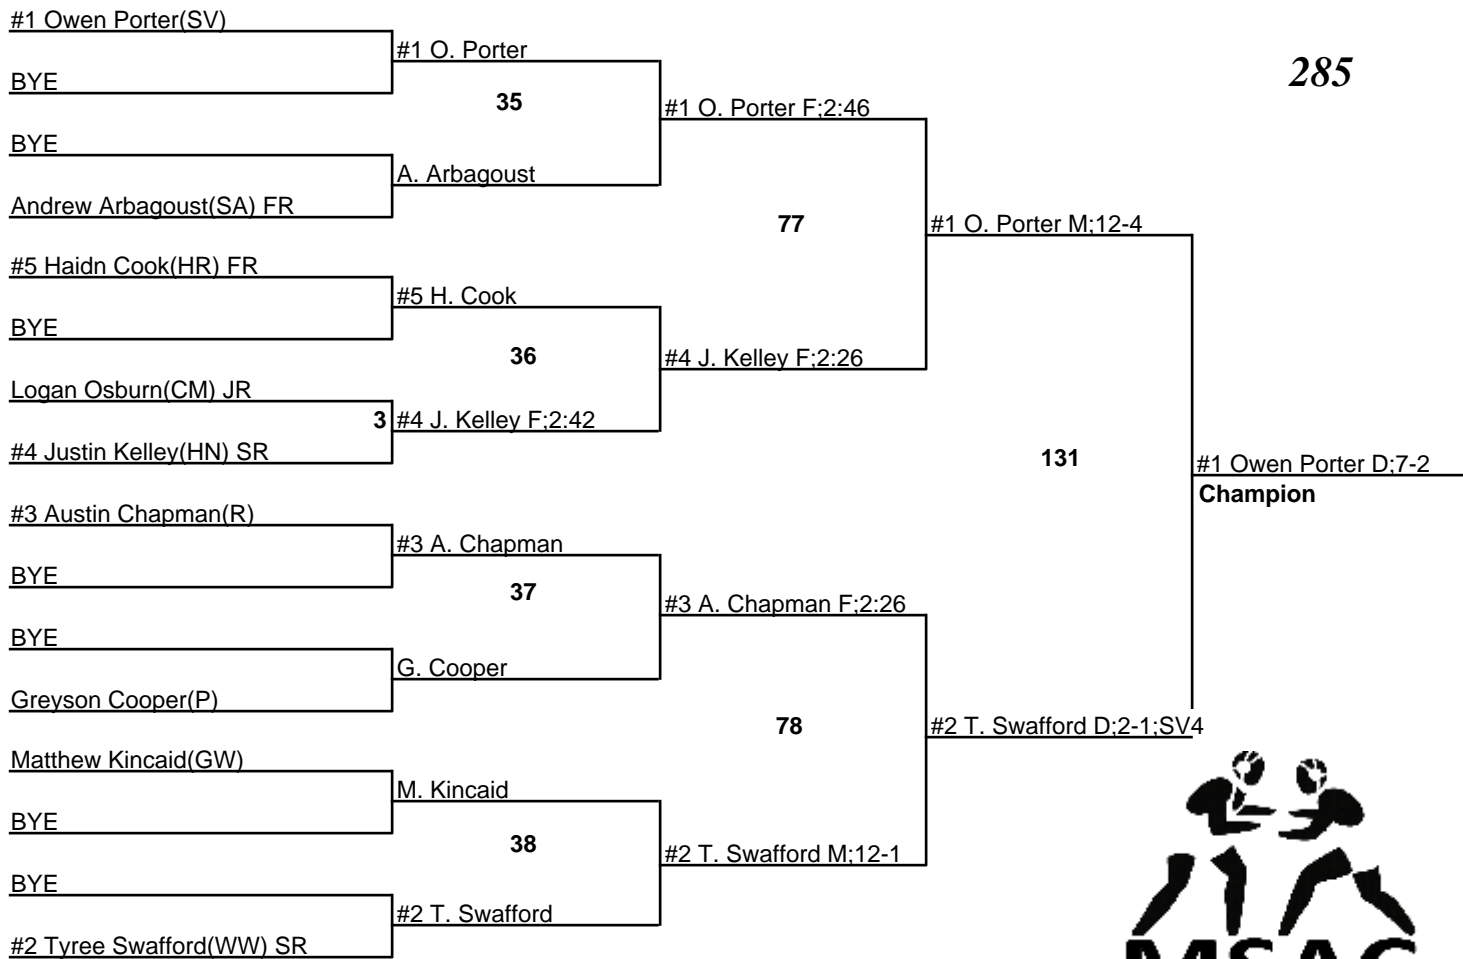 #1 Owen Porter(SV)
BYE
BYE
Andrew Arbagoust(SA) FR
#5 Haidn Cook(HR) FR
BYE
Logan Osburn(CM) JR
#4 Justin Kelley(HN) SR
#3 Austin Chapman(R)
BYE
BYE
Greyson Cooper(P)
Matthew Kincaid(GW)
BYE
BYE
#2 Tyree Swafford(WW) SR
3
#1 O. Porter
35
A. Arbagoust
#5 H. Cook
36
#4 J. Kelley F;2:42
#3 A. Chapman
37
G. Cooper
M. Kincaid
38
#2 T. Swafford
#1 O. Porter F;2:46
77
#4 J. Kelley F;2:26
#3 A. Chapman F;2:26
78
#2 T. Swafford M;12-1
#1 O. Porter M;12-4
131
#2 T. Swafford D;2-1;SV4
285
#1 Owen Porter D;7-2
Champion
MSAC